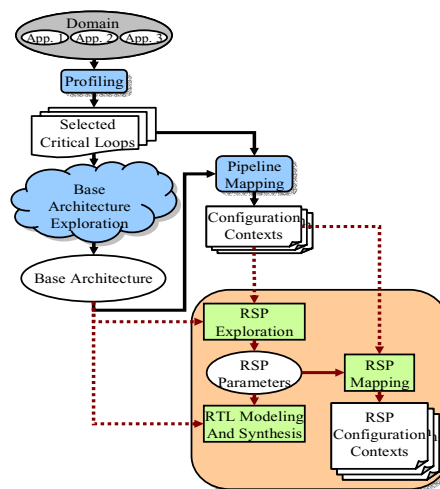 Domain
App. 1 App. 2 App. 3
Profiling
Selected
Critical Loops
Base
Architecture
Exploration
Pipeline
Mapping
Configuration
Contexts
Base Architecture
RSP
Exploration
RSP
Parameters
RSP
Mapping
RTL Modeling
And Synthesis
RSP
Configuration
Contexts